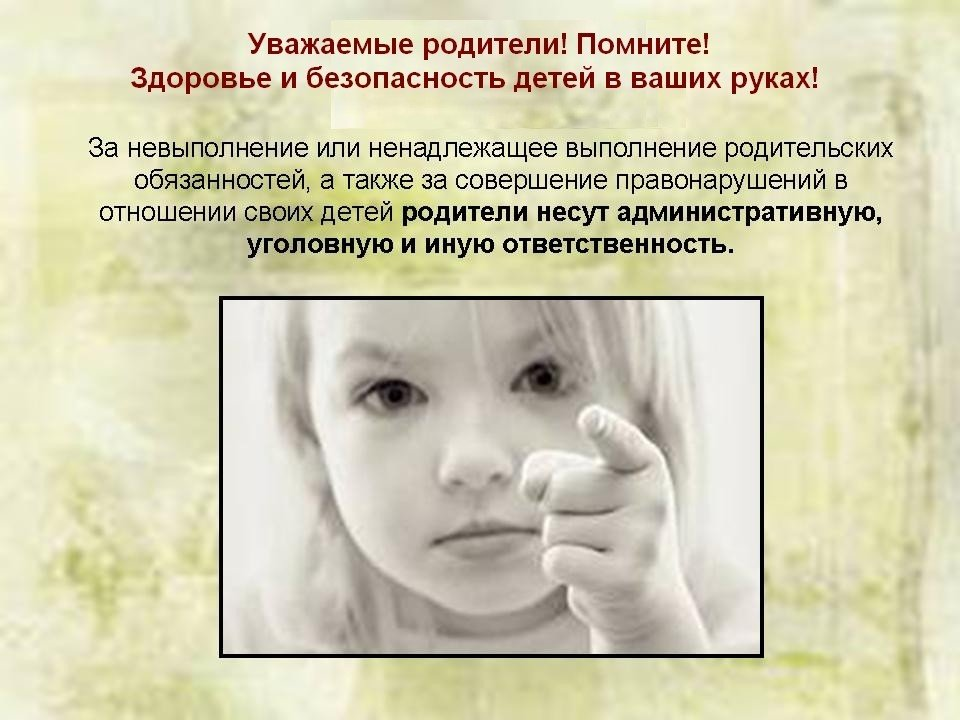 Уважаемые родители! Помните!
Здоровье и безопасность детей в ваших руках!
За невыполнение или ненадлежащее выполнение родительских
обязанностей, а также за совершение правонарушений в
отношении своих детей родители несут административную,
уголовную и иную ответственность.